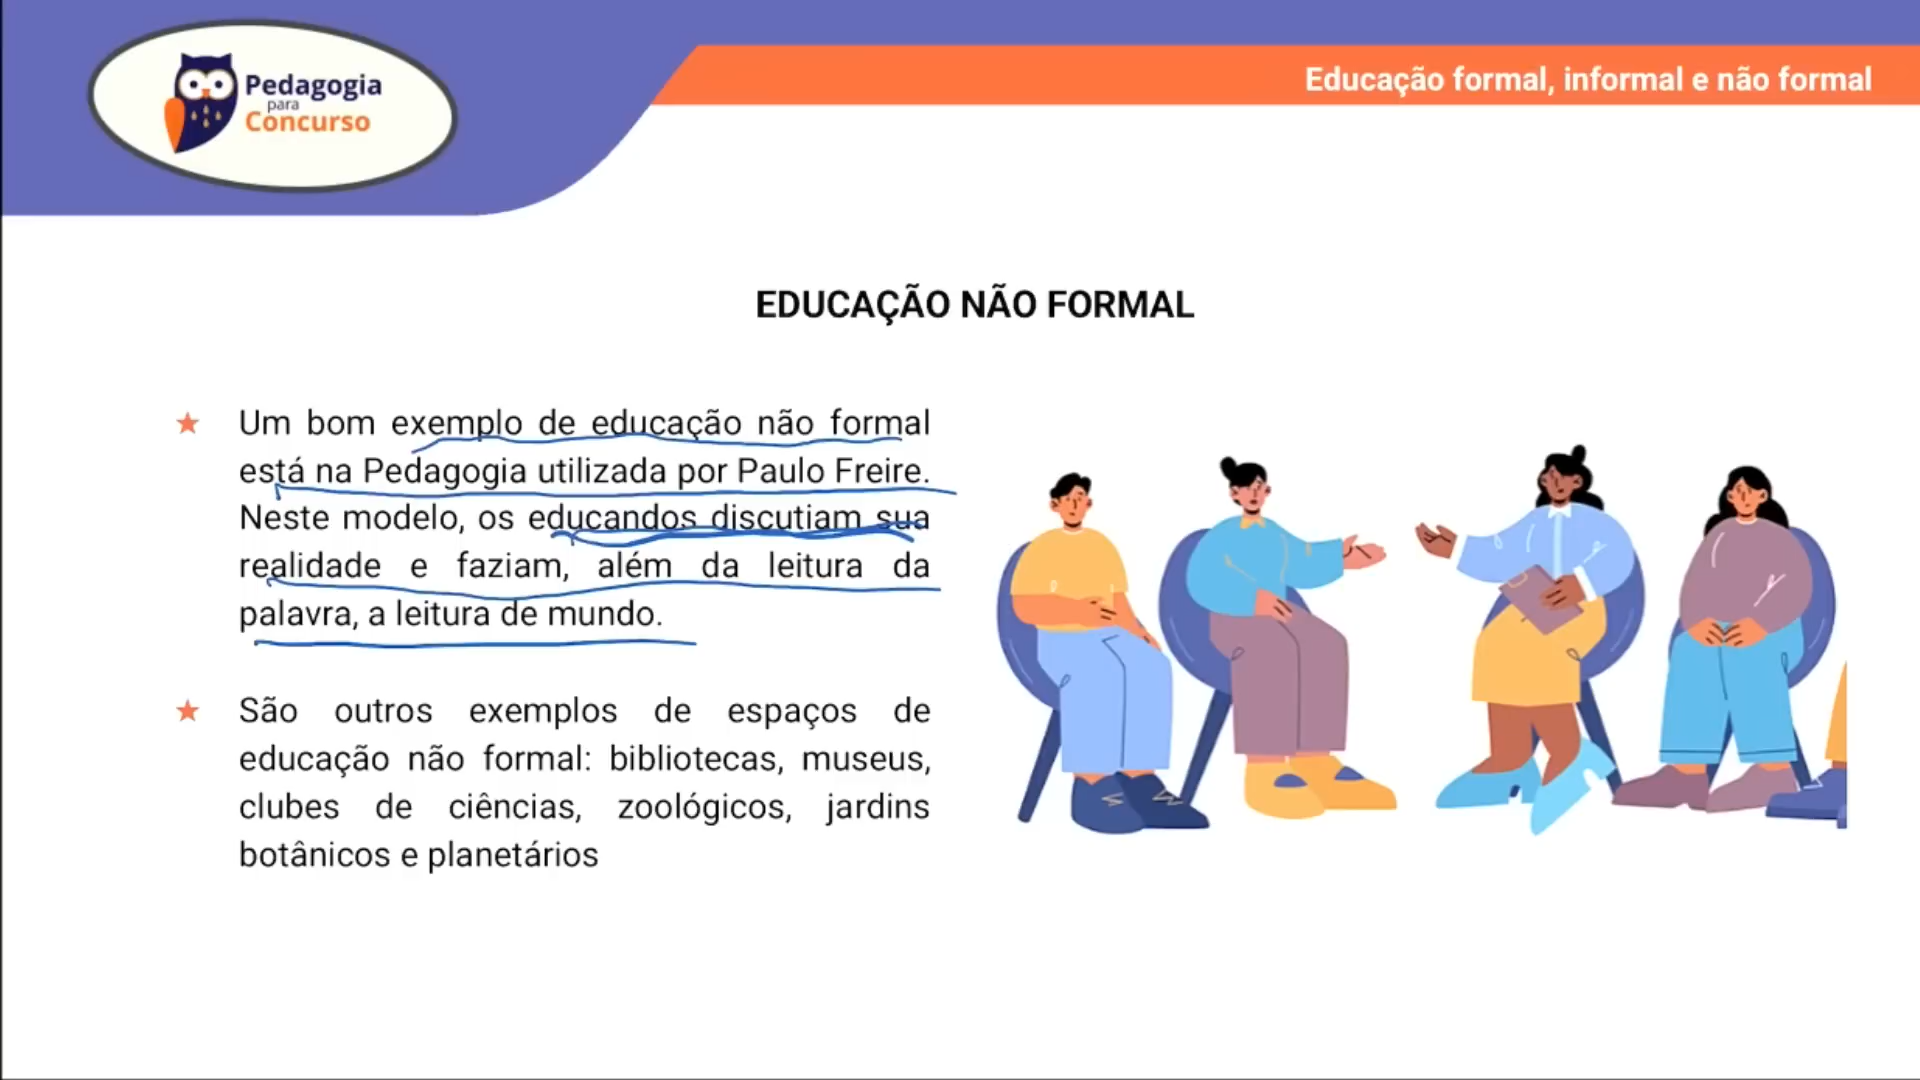 Pedagogia
para
Concurso
Educação formal, informal e não formal
EDUCAÇÃO NÃO FORMAL
Um bom exemplo de educação não formal
está na Pedagogia utilizada por Paulo Freire.
Neste modelo, os educandos discutiam sua
realidade e faziam, além da leitura da
palavra, a leitura de mundo.
São outros exemplos de espaços de
educação não formal: bibliotecas, museus,
clubes de ciências, zoológicos, jardins
botânicos e planetários